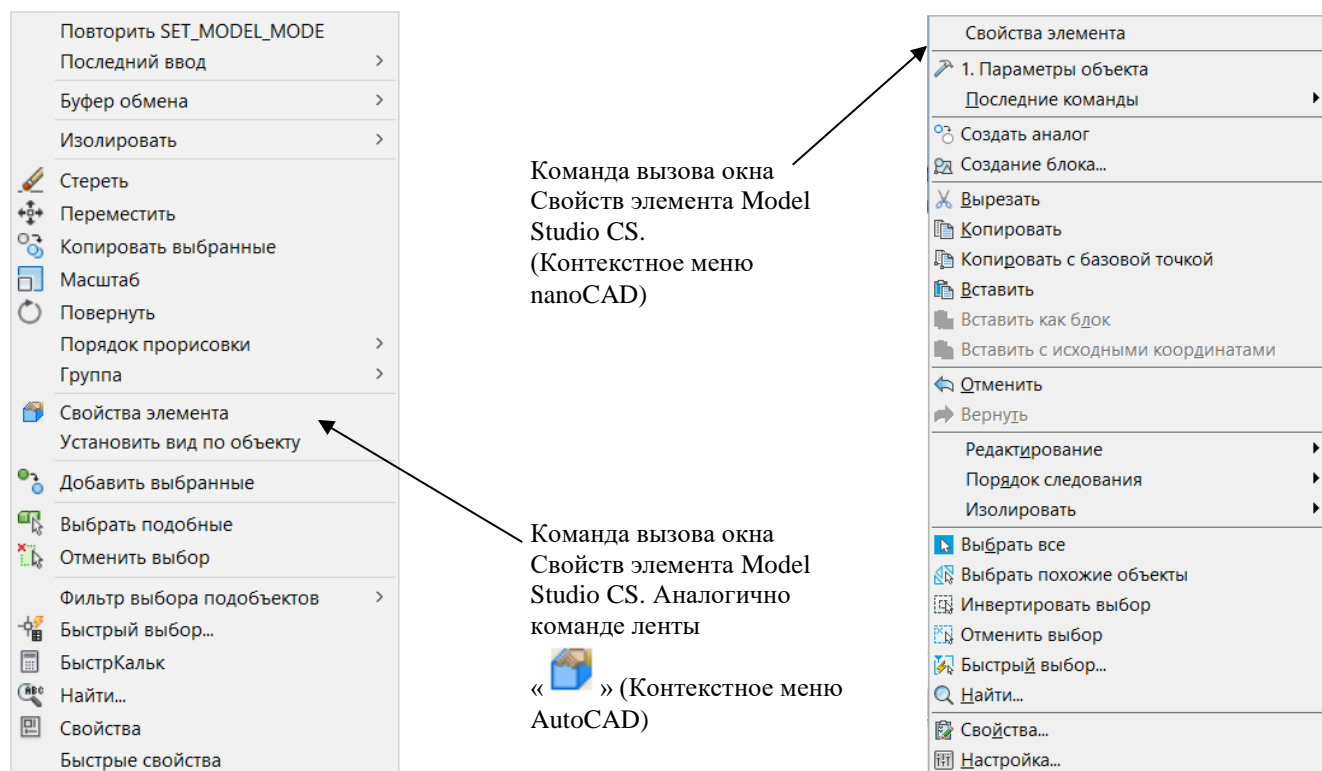 Повторить SET_MODEL_MODE
Последний ввод
Буфер обмена
Изолировать
Стереть
Переместить
Копировать выбранные
Масштаб
Повернуть
Порядок прорисовки
Группа
Свойства элемента
Установить вид по объекту
Добавить выбранные
Выбрать подобные
Отменить выбор
Фильтр выбора подобъектов
Быстрый выбор...
БыстрКальк
Найти...
Свойства
Быстрые свойства
Команда вызова окна
Свойств элемента Model
Studio CS.
(Контекстное меню
nanoCAD)
Команда вызова окна
Свойств элемента Model
Studio CS. Аналогично
команде ленты
« » (Контекстное меню
AutoCAD)
Свойства элемента
1. Параметры объекта
Последние команды
Создать аналог
Создание блока...
Вырезать
Копировать
Копировать с базовой точкой
Вставить
Вставить как блок
Вставить с исходными координатами
Отменить
Вернуть
Редактирование
Порядок следования
Изолировать
Выбрать все
Выбрать похожие объекты
Инвертировать выбор
Отменить выбор
Быстрый выбор...
Найти...
Свойства...
Настройка...